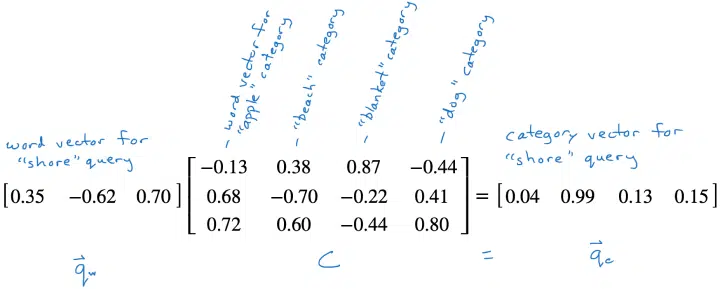 word vector for
"apple" category
"beach" category
"blanket" category
"dog" category
word vector for
"shore" query
category vector for
"shore" query
[0.35 −0.62 0.70] [−0.13 0.38 0.87 −0.44
0.68 −0.70 −0.22 0.41
0.72 0.60 −0.44 0.80] = [0.04 0.99 0.13 0.15]
q⃗w C = q⃗c